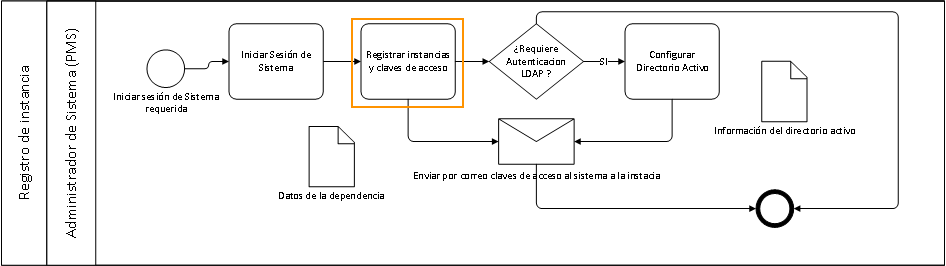 Registro de instancia
Administrador de Sistema (PMS)
Iniciar sesión de Sistema
requerida
Iniciar Sesión de
Sistema
Registrar instancias
y claves de acceso
¿Requiere
Autenticacion
LDAP ?
SI
Configurar
Directorio Activo
Información del directorio activo
Datos de la dependencia
Enviar por correo claves de acceso al sistema a la instacia